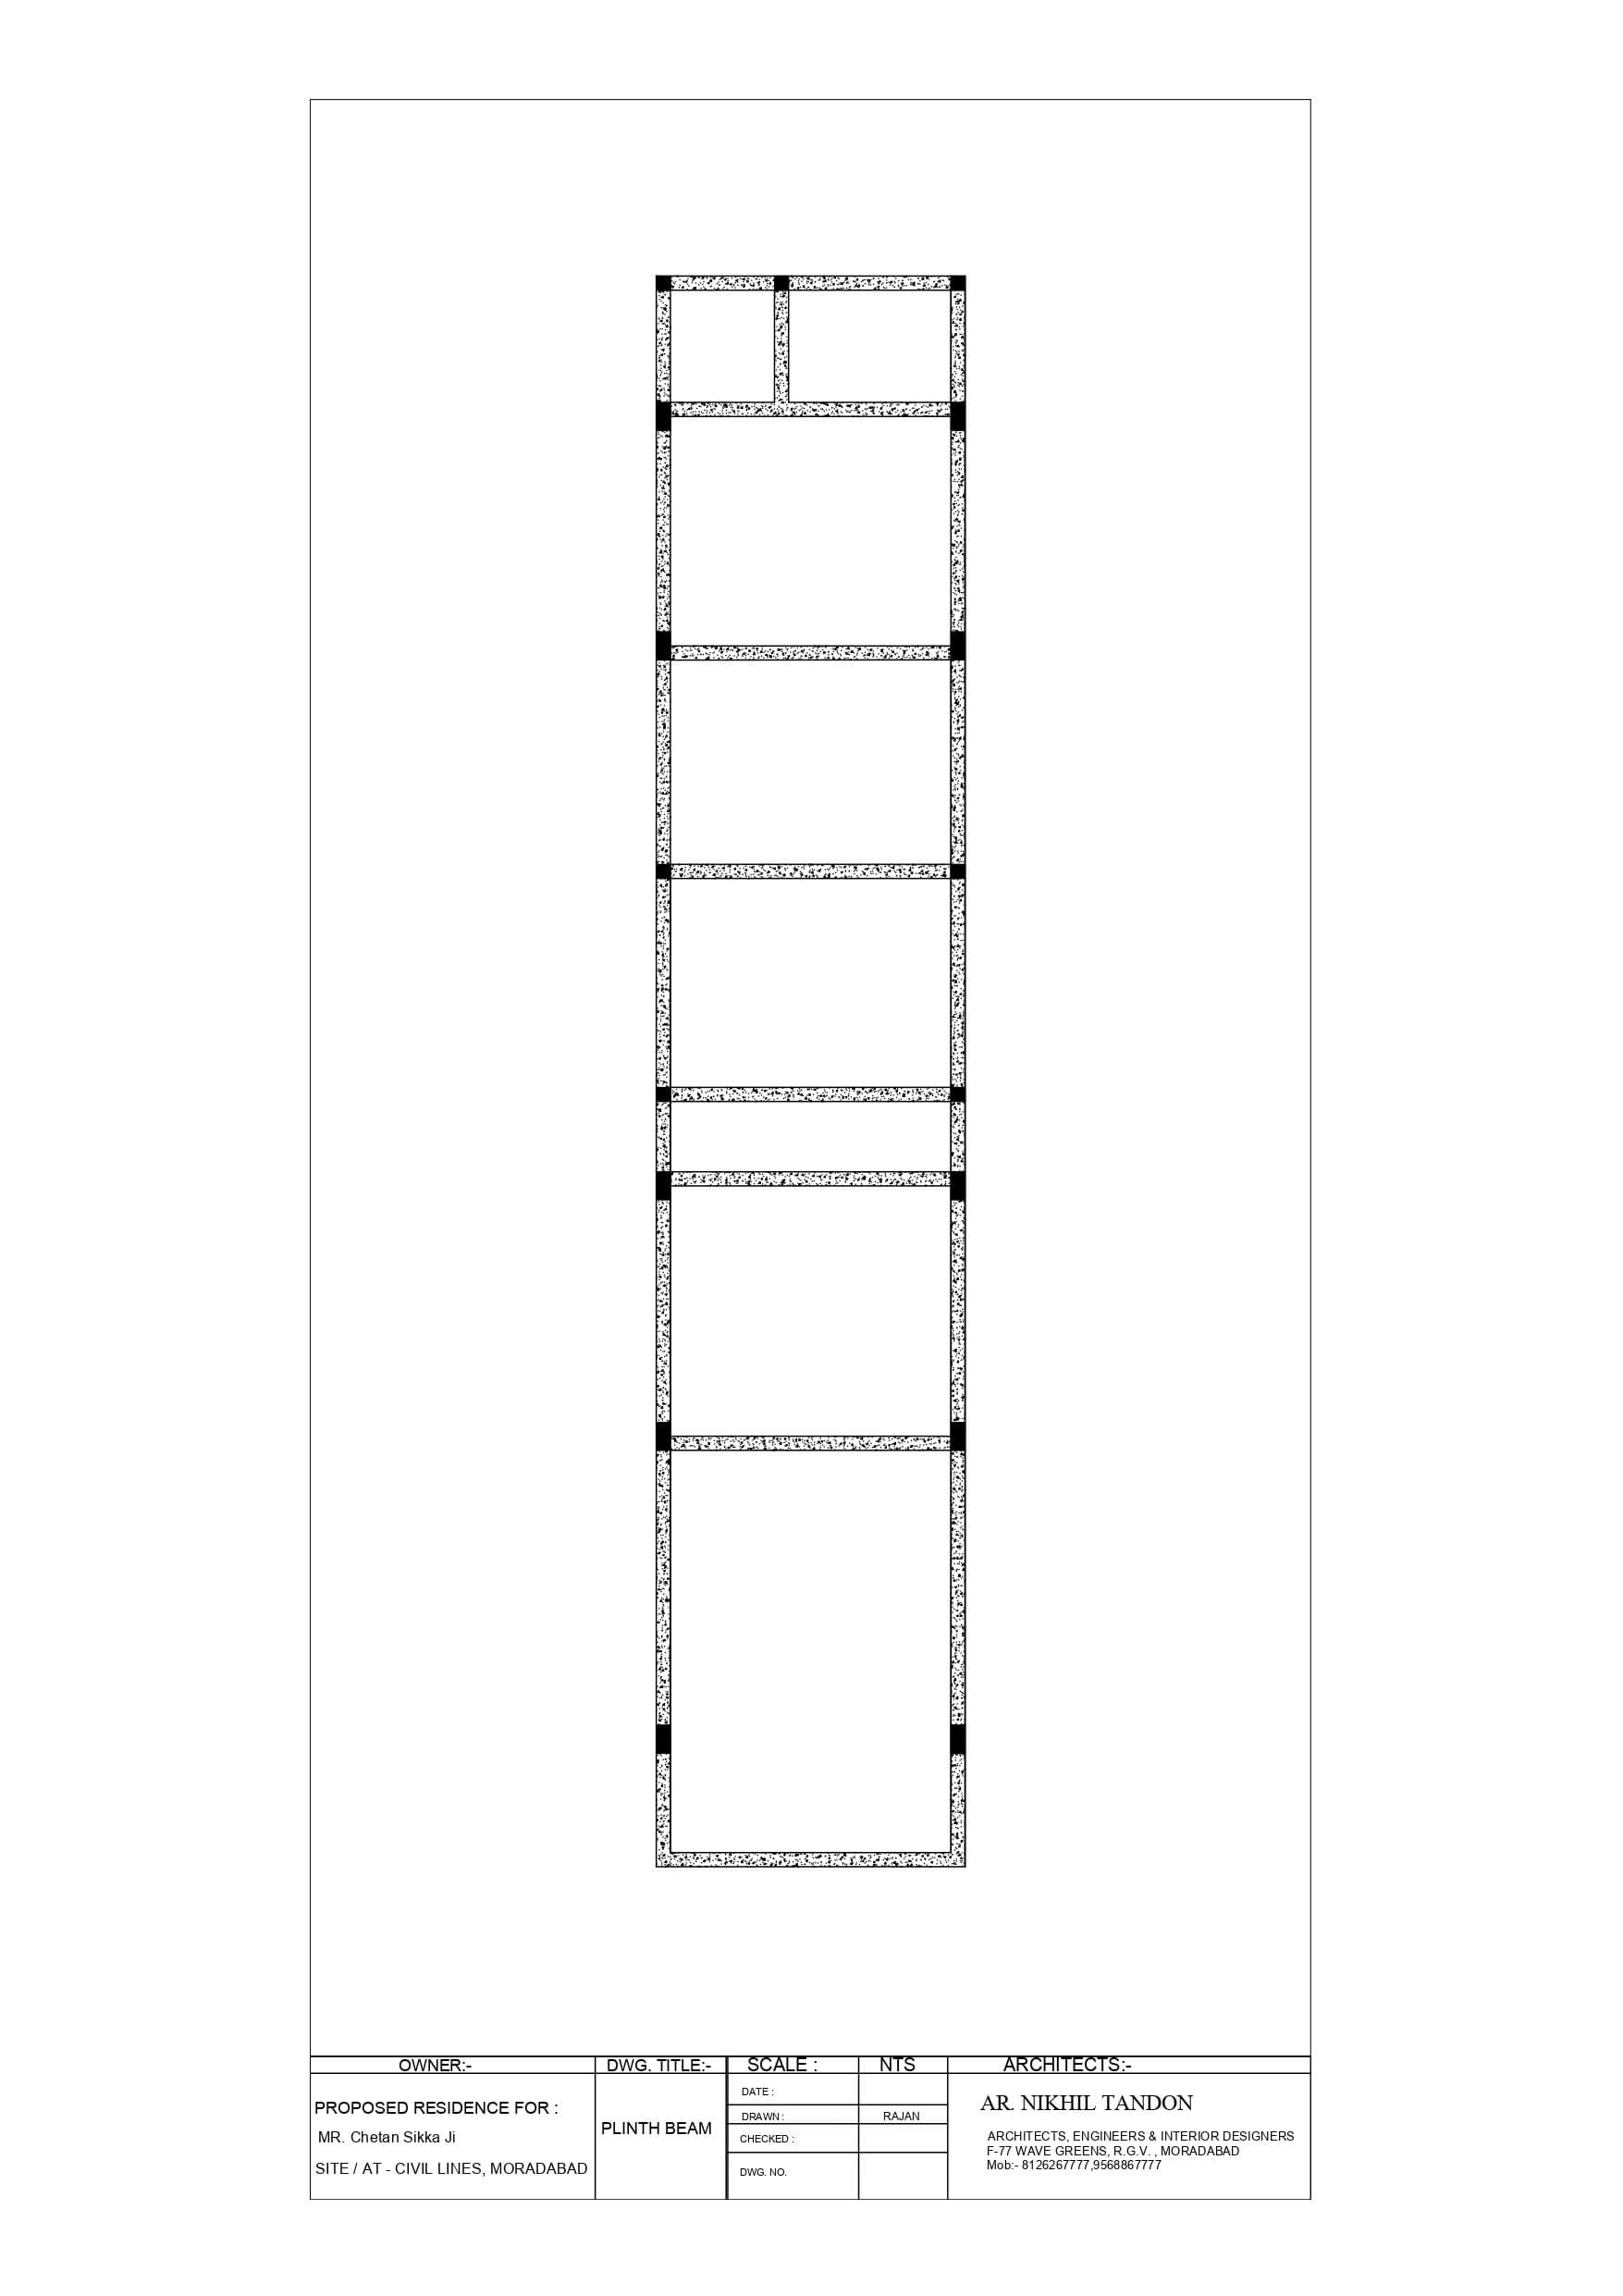 OWNER:-
DWG. TITLE:-
SCALE :
NTS
ARCHITECTS:-
PROPOSED RESIDENCE FOR :
MR. Chetan Sikka Ji
SITE / AT - CIVIL LINES, MORADABAD
PLINTH BEAM
DATE :
DRAWN :
RAJAN
CHECKED :
DWG. NO.
AR. NIKHIL TANDON
ARCHITECTS, ENGINEERS & INTERIOR DESIGNERS
F-77 WAVE GREENS, R.G.V. , MORADABAD
Mob:- 8126267777,9568867777